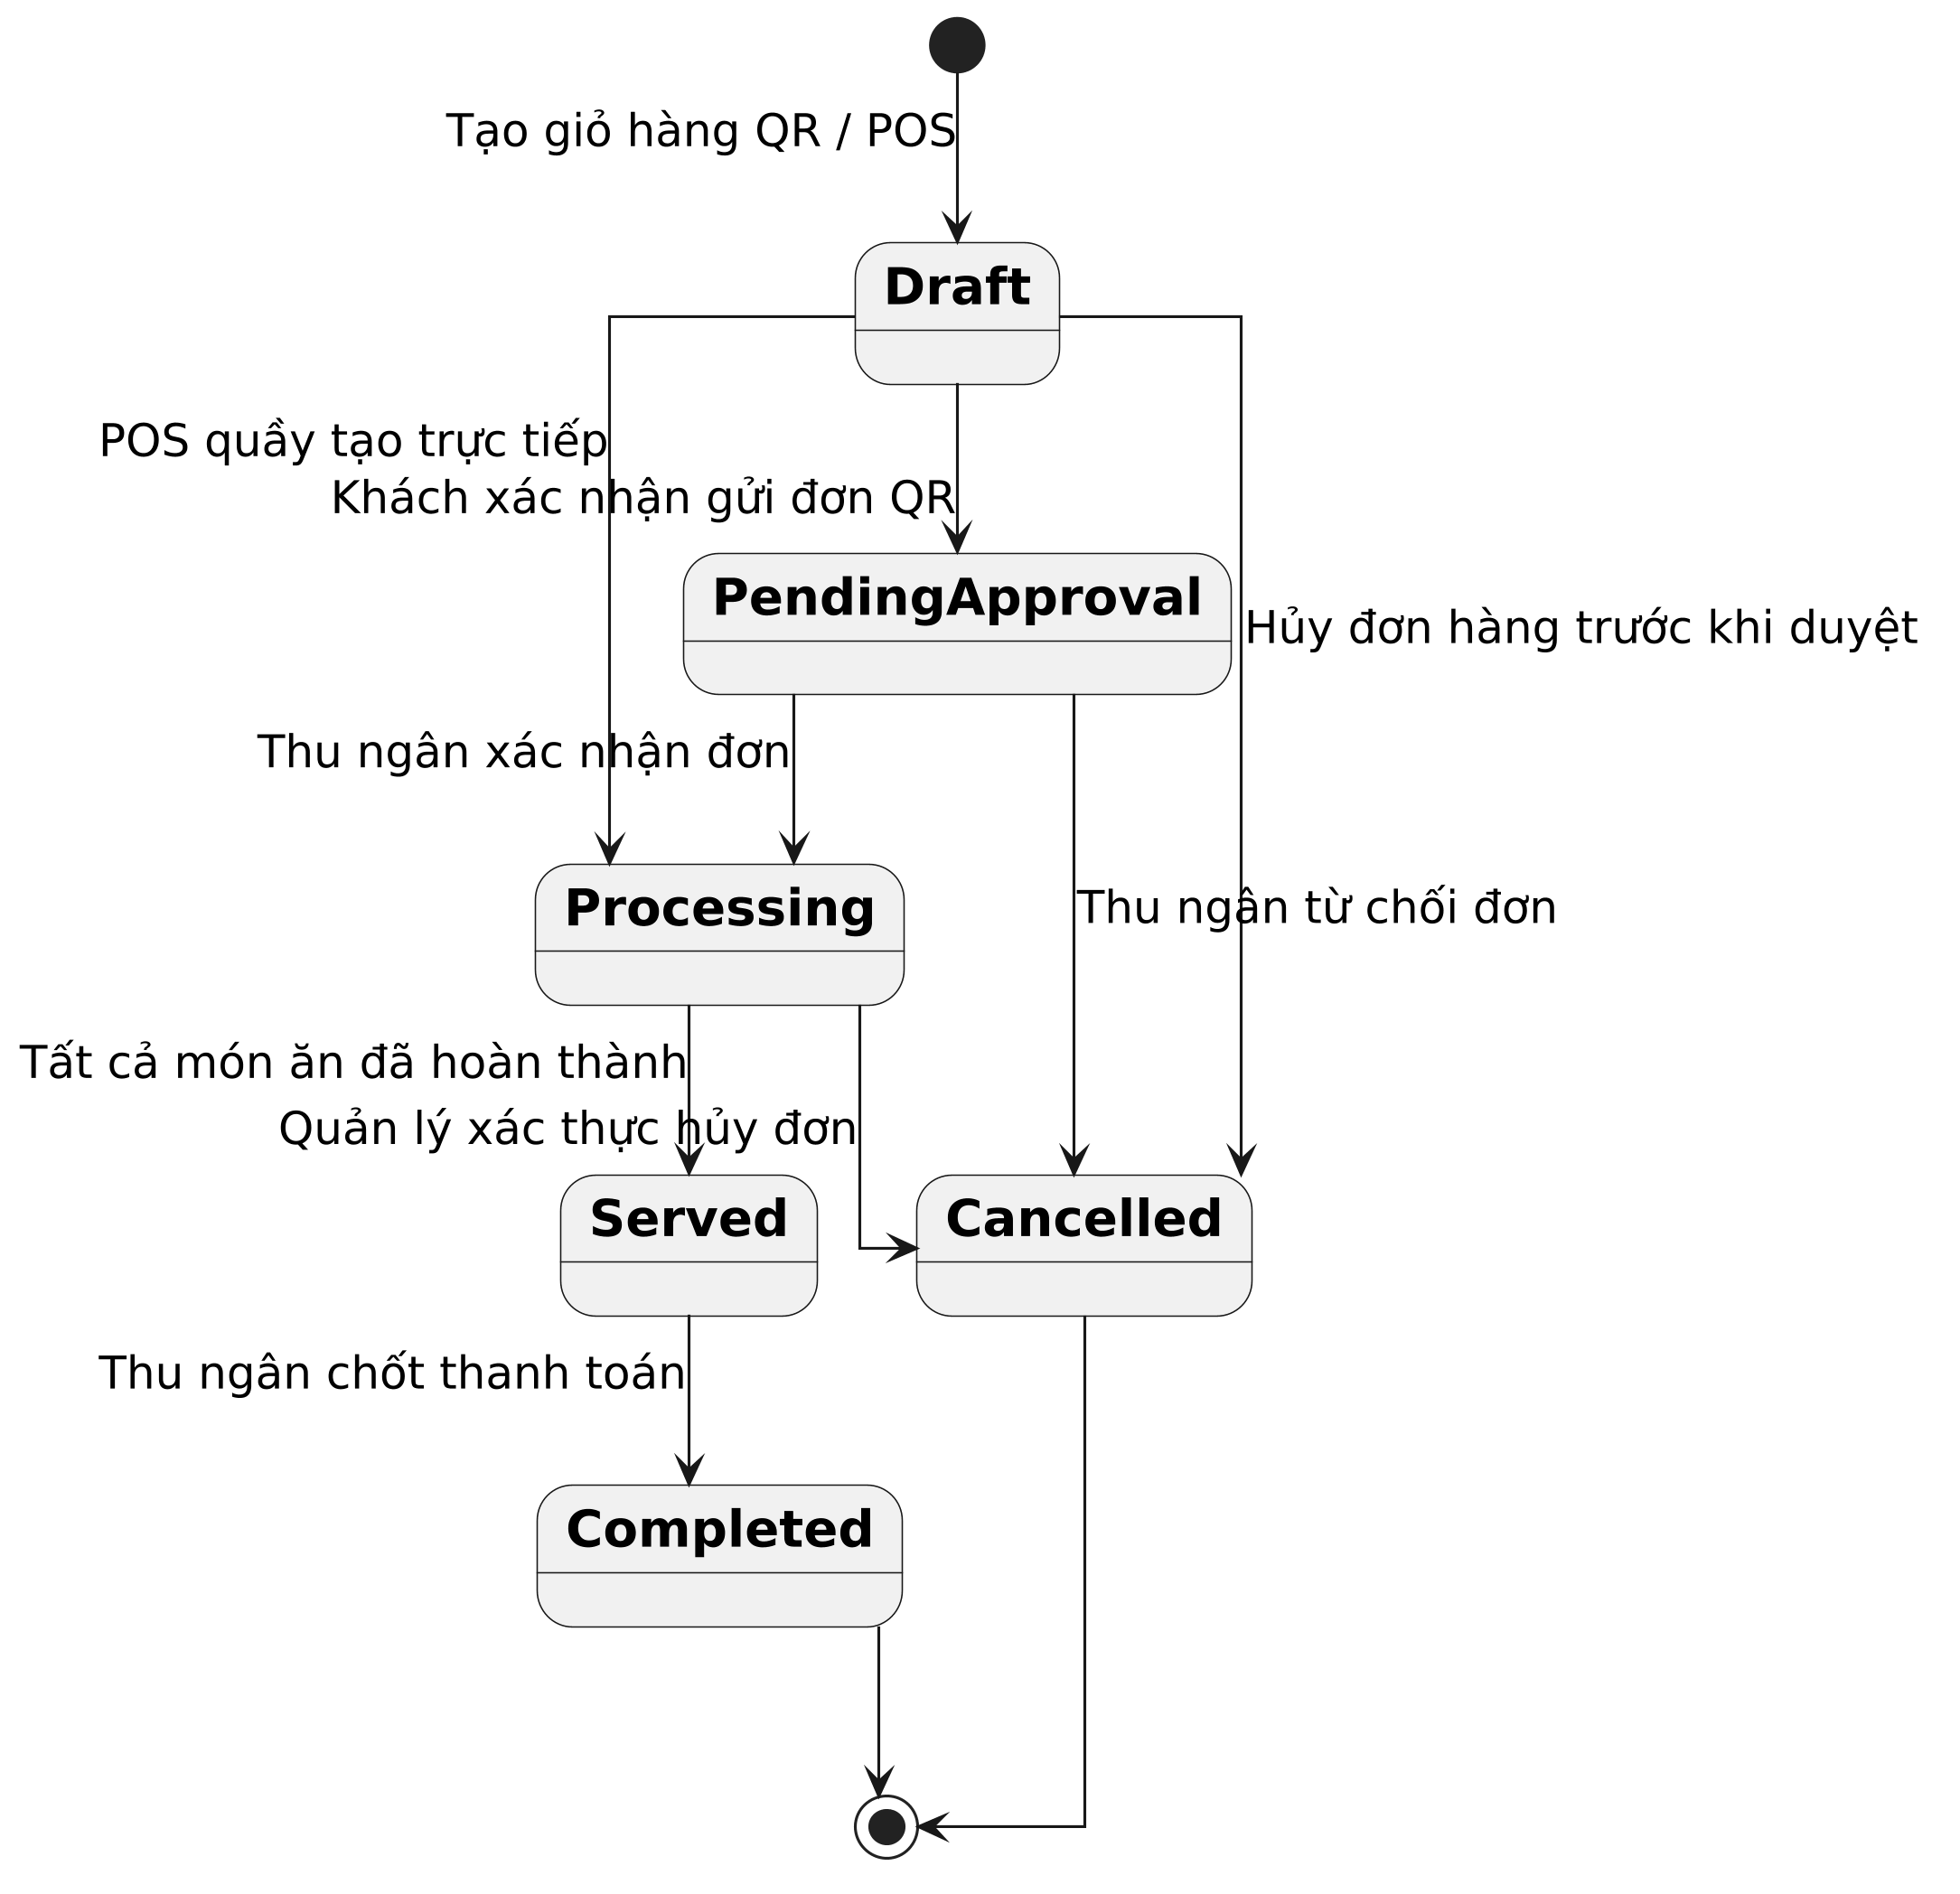 Tạo giỏ hàng QR / POS
Draft
POS quầy tạo trực tiếp
Khách xác nhận gửi đơn QR
PendingApproval
Hủy đơn hàng trước khi duyệt
Thu ngân xác nhận đơn
Processing
Thu ngân từ chối đơn
Tất cả món ăn đã hoàn thành
Quản lý xác thực hủy đơn
Served
Cancelled
Thu ngân chốt thanh toán
Completed